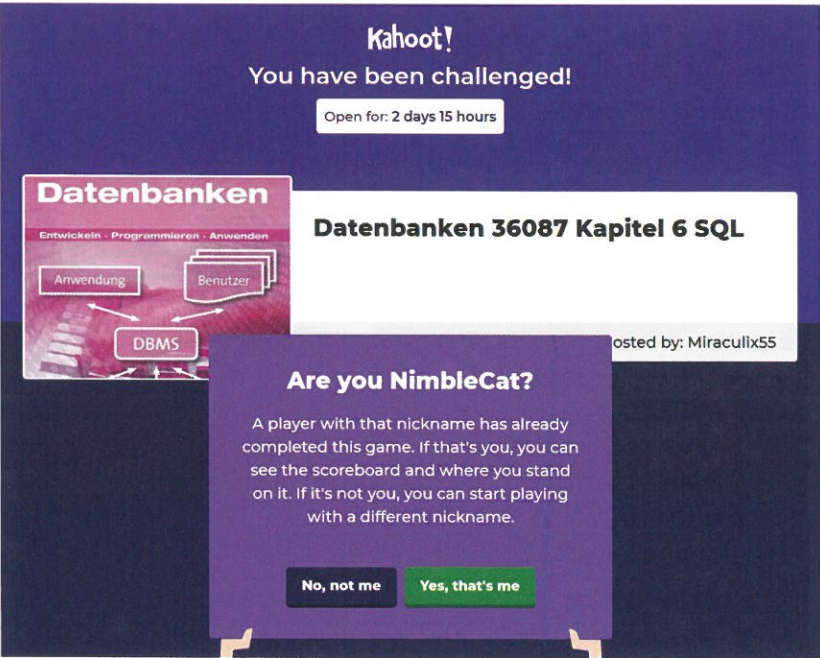 Kahoot!
You have been challenged!
Open for: 2 days 15 hours
Datenbanken
Entwickeln · Programmieren · Anwenden
Anwendung
Benutzer
DBMS
Datenbanken 36087 Kapitel 6 SQL
osted by: Miraculix55
Are you NimbleCat?
A player with that nickname has already
completed this game. If that's you, you can
see the scoreboard and where you stand
on it. If it's not you, you can start playing
with a different nickname.
No, not me
Yes, that's me